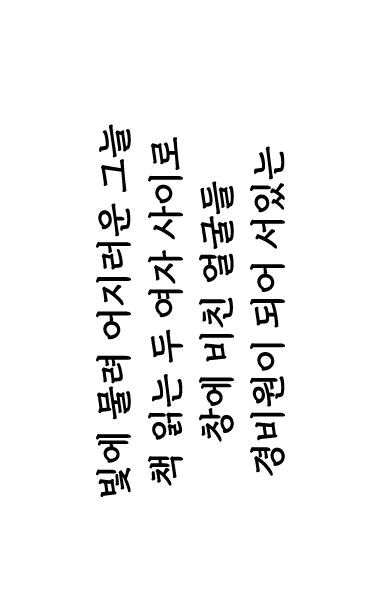 빛에 물려 어지러운 그늘
책 읽는 두 여자 사이로
창에 비친 얼굴들
경비원이 되어 서있는